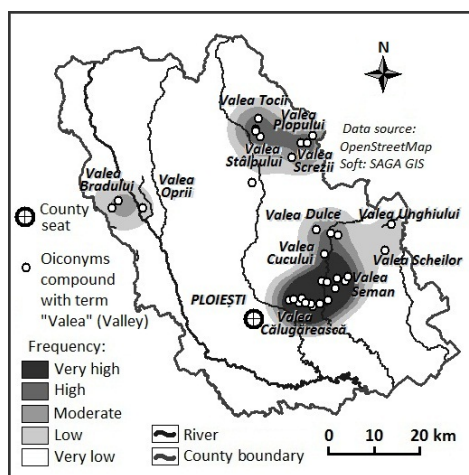 N
Valea Tocii
Valea
Plopului
Data source:
OpenStreetMap
Soft: SAGA GIS
Valea
Stâlpului
Valea
Screzii
Valea
Bradului
Valea
Oprii
County
seat
Oiconyms
compound
with term
"Valea" (Valley)
Valea Dulce
Valea Unghiului
Valea
Cucului
Valea Scheilor
Valea
Seman
PLOIEȘTI
Valea
Călugărească
Frequency:
Very high
High
Moderate
Low
Very low
River
County boundary
0 10 20 km